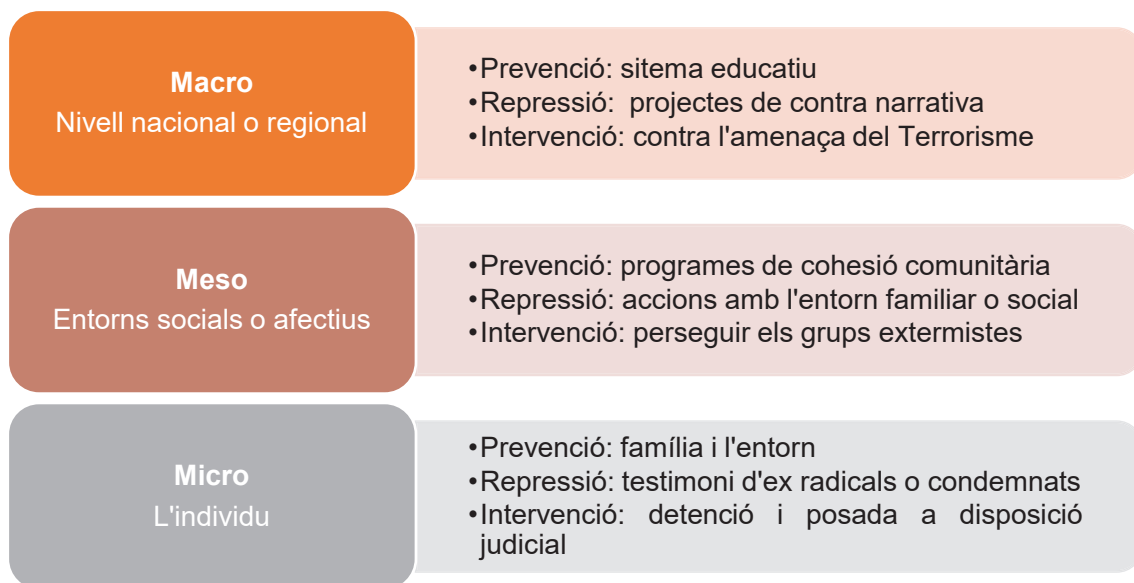 Macro
Nivell nacional o regional
•Prevenció: sitema educatiu
•Repressió: projectes de contra narrativa
•Intervenció: contra l'amenaça del Terrorisme
Meso
Entorns socials o afectius
•Prevenció: programes de cohesió comunitària
•Repressió: accions amb l'entorn familiar o social
•Intervenció: perseguir els grups extermistes
Micro
L'individu
•Prevenció: família i l'entorn
•Repressió: testimoni d'ex radicals o condemnats
•Intervenció: detenció i posada a disposició
judicial